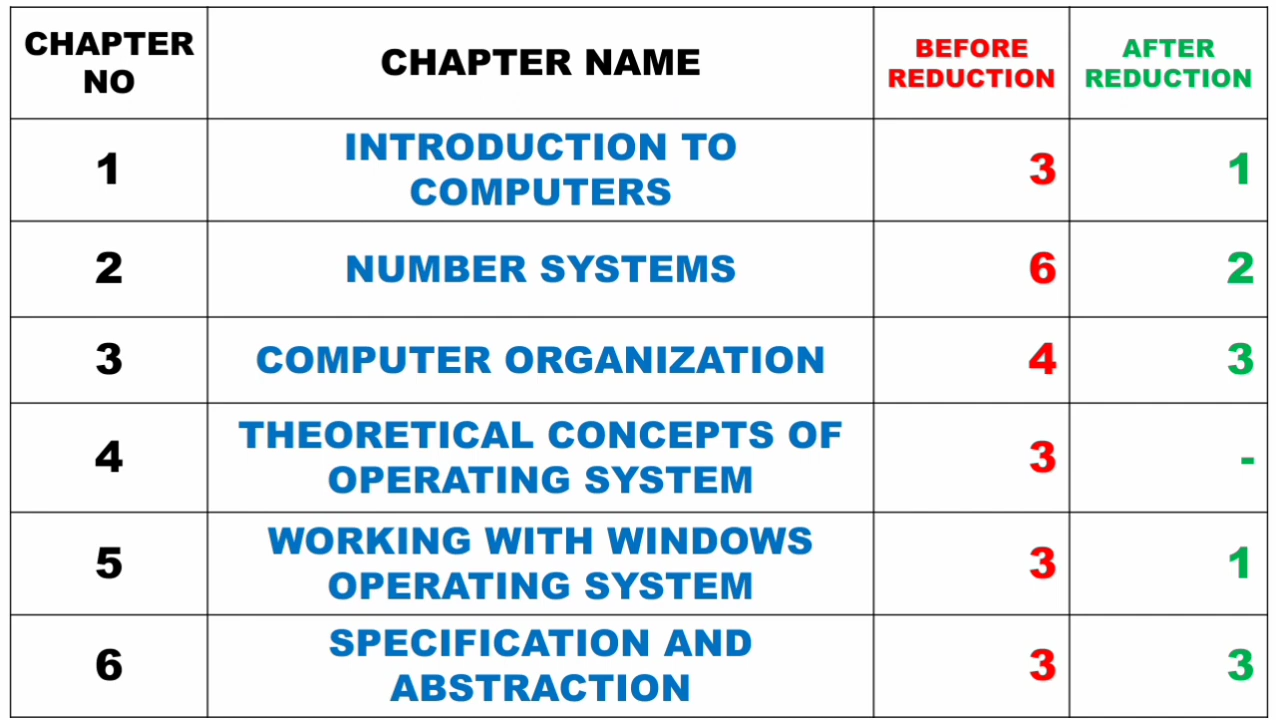 CHAPTER NO CHAPTER NAME BEFORE REDUCTION AFTER REDUCTION
1 INTRODUCTION TO COMPUTERS 3 1
2 NUMBER SYSTEMS 6 2
3 COMPUTER ORGANIZATION 4 3
4 THEORETICAL CONCEPTS OF OPERATING SYSTEM 3 -
5 WORKING WITH WINDOWS OPERATING SYSTEM 3 1
6 SPECIFICATION AND ABSTRACTION 3 3